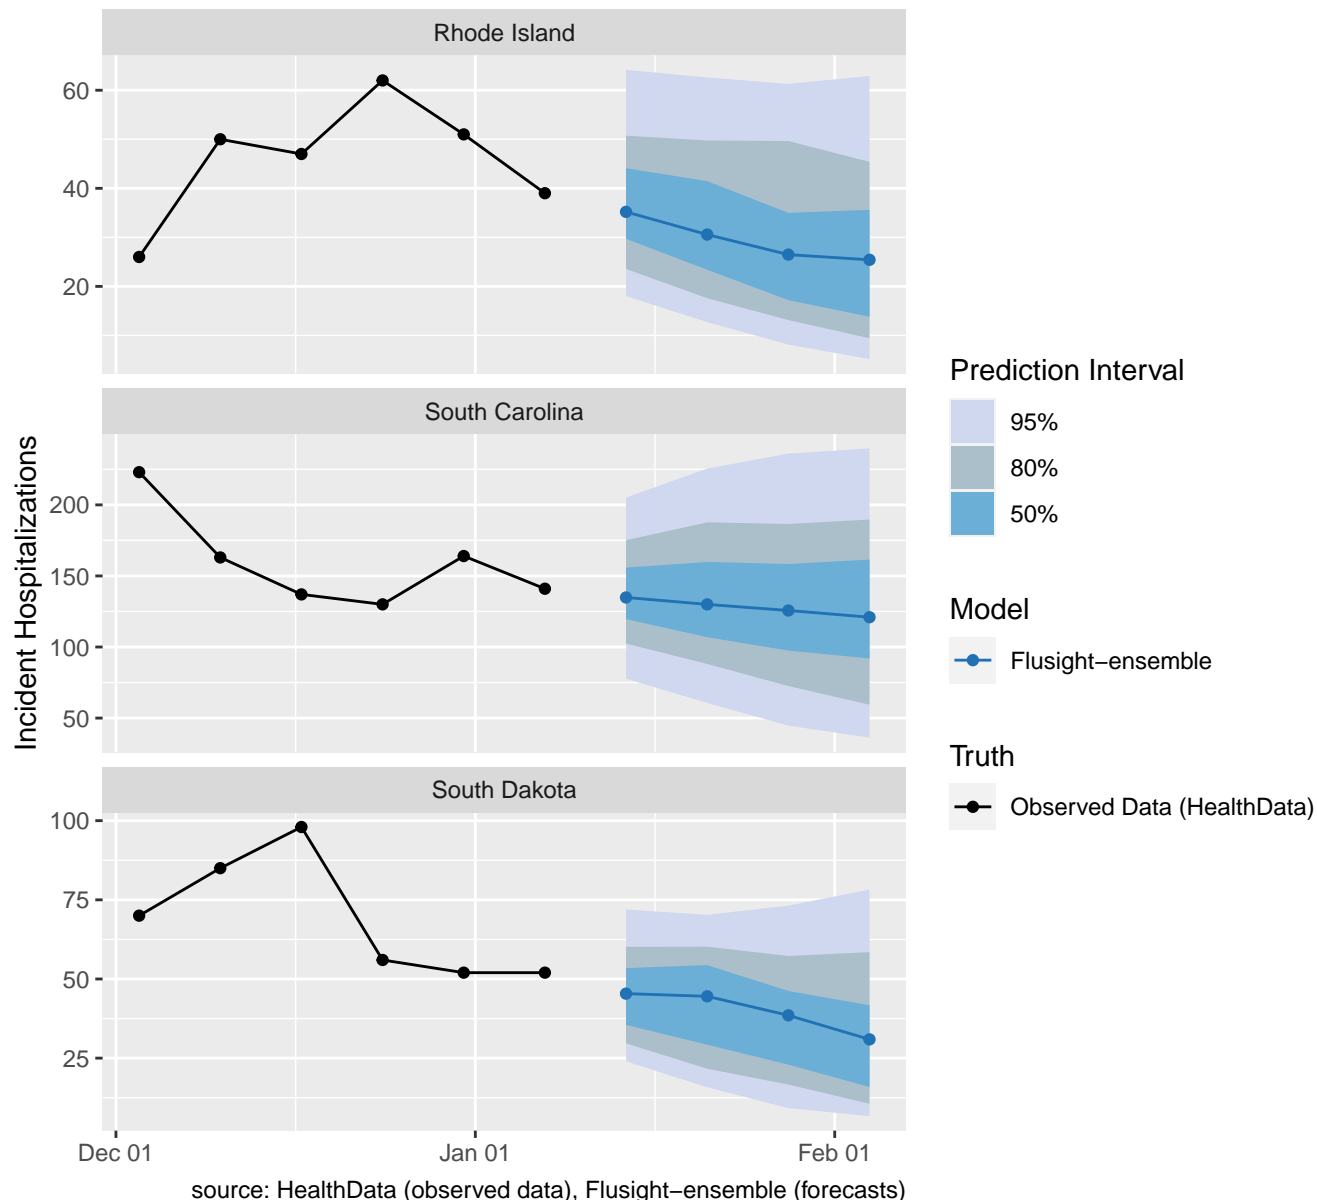 Rhode Island
60
40
20
South Carolina
200
150
100
50
South Dakota
100
75
50
25
Dec 01
Jan 01
Feb 01
Incident Hospitalizations
source: HealthData (observed data), Flusight−ensemble (forecasts)
Prediction Interval
95%
80%
50%
Model
Flusight−ensemble
Truth
Observed Data (HealthData)